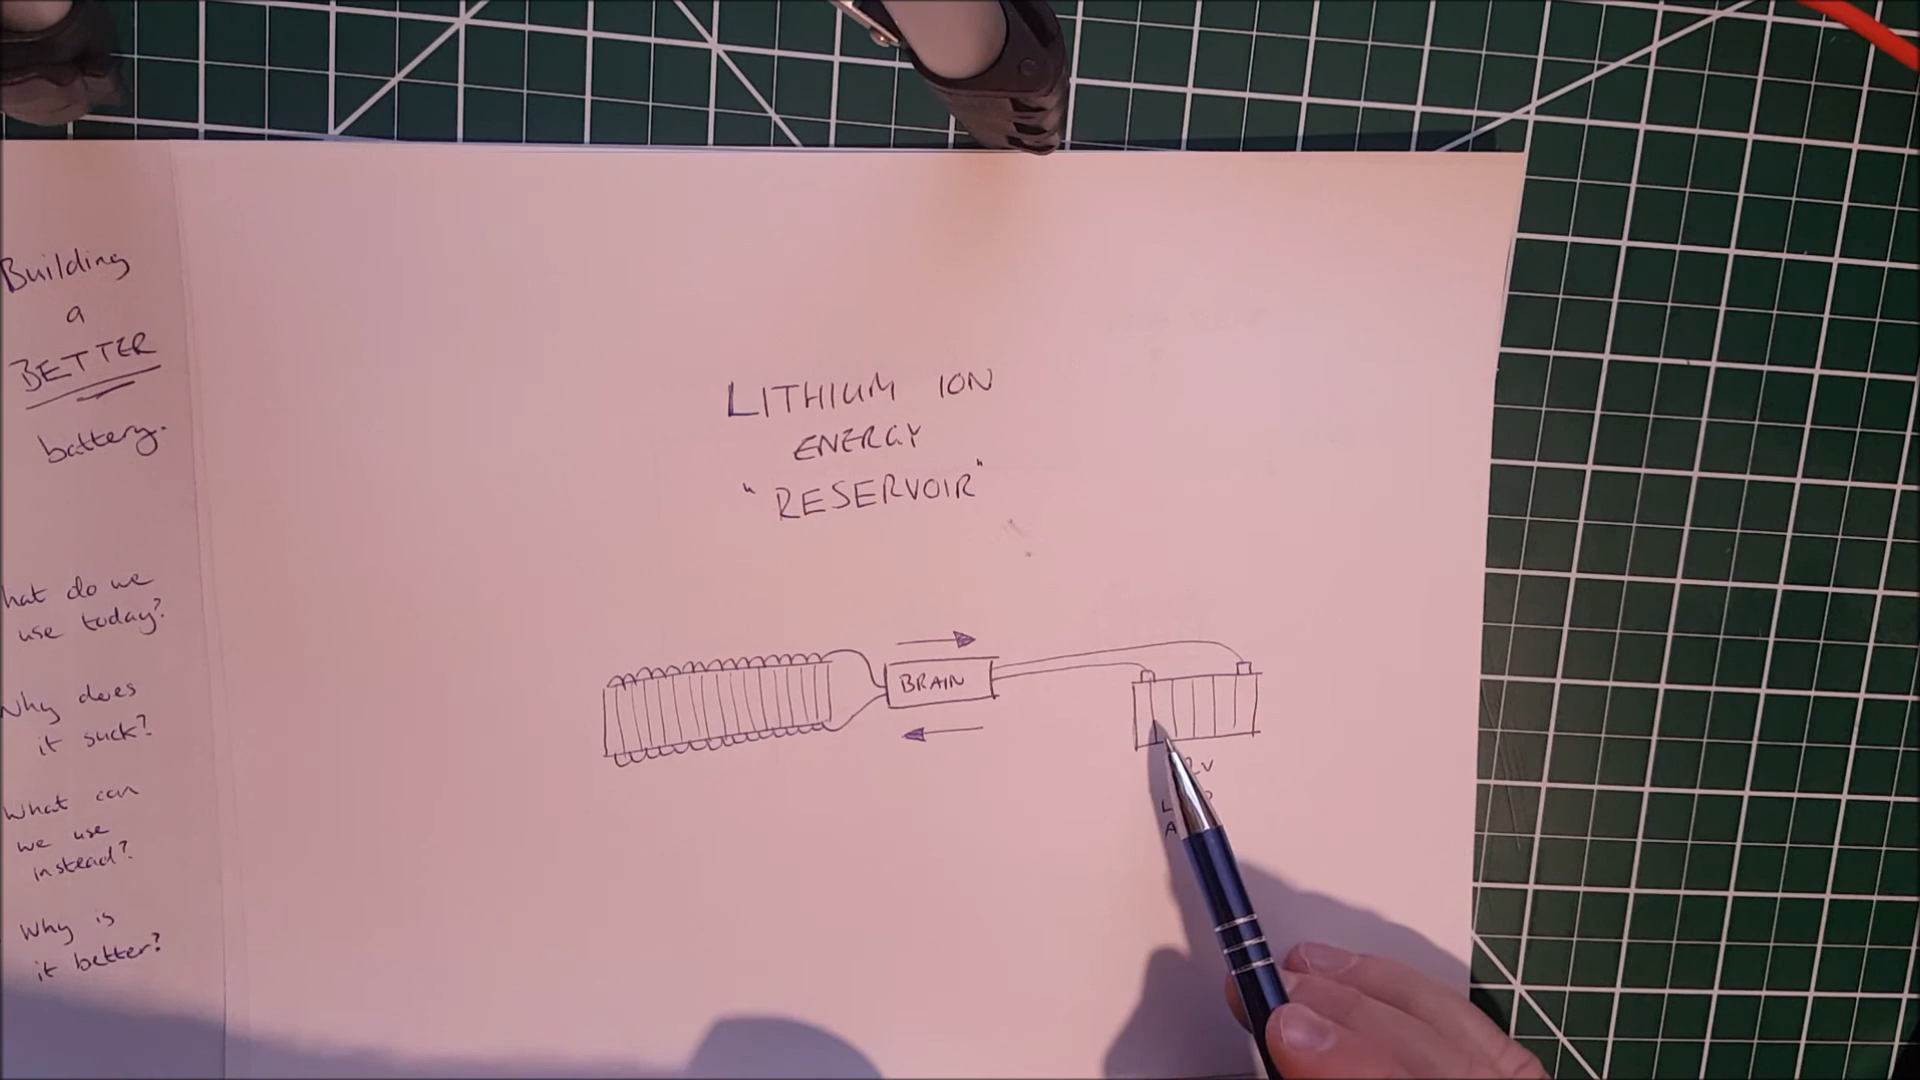 Building
a
BETTER
battery.
hat do we
use today?
Why does
it suck?
What can
we use
instead?
Why is
it better?
LITHIUM ION
ENERGY
"RESERVOIR"
BRAIN
2V
L
A